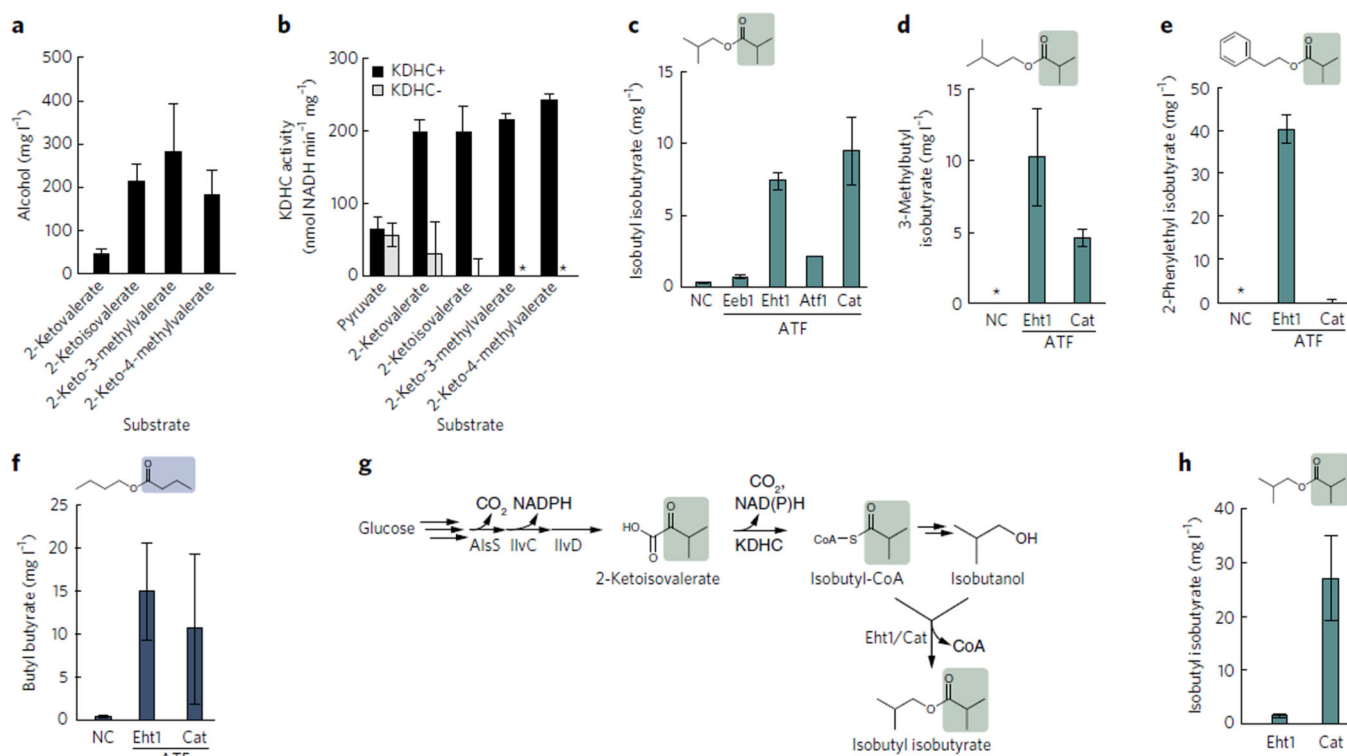 a
Alcohol (mg l⁻¹)
500
400
300
200
100
0
2-Ketovalerate
2-Ketoisovalerate
2-Keto-3-methylvalerate
2-Keto-4-methylvalerate
Substrate
b
KDHC activity
(nmol NADH min⁻¹ mg⁻¹)
300
200
100
0
KDHC+
KDHC-
* *
Pyruvate
2-Ketovalerate
2-Ketoisovalerate
2-Keto-3-methylvalerate
2-Keto-4-methylvalerate
Substrate
c
O
O
Isobutyl isobutyrate (mg l⁻¹)
15
10
5
0
NC Eeb1 Eht1 Atf1 Cat
ATF
d
O
O
3-Methylbutyl
isobutyrate (mg l⁻¹)
15
10
5
0
*
NC Eht1 Cat
ATF
e
O
O
2-Phenylethyl isobutyrate (mg l⁻¹)
50
40
30
20
10
0
*
NC Eht1 Cat
ATF
f
O
O
Butyl butyrate (mg l⁻¹)
25
20
15
10
5
0
NC Eht1 Cat
ATF
g
Glucose
CO₂ NADPH
AlsS IlvC IlvD
O
HO
O
2-Ketoisovalerate
CO₂,
NAD(P)H
KDHC
O
CoA-S
Isobutyl-CoA
OH
Isobutanol
Eht1/Cat
CoA
O
O
Isobutyl isobutyrate
h
O
O
Isobutyl isobutyrate (mg l⁻¹)
40
30
20
10
0
Eht1 Cat